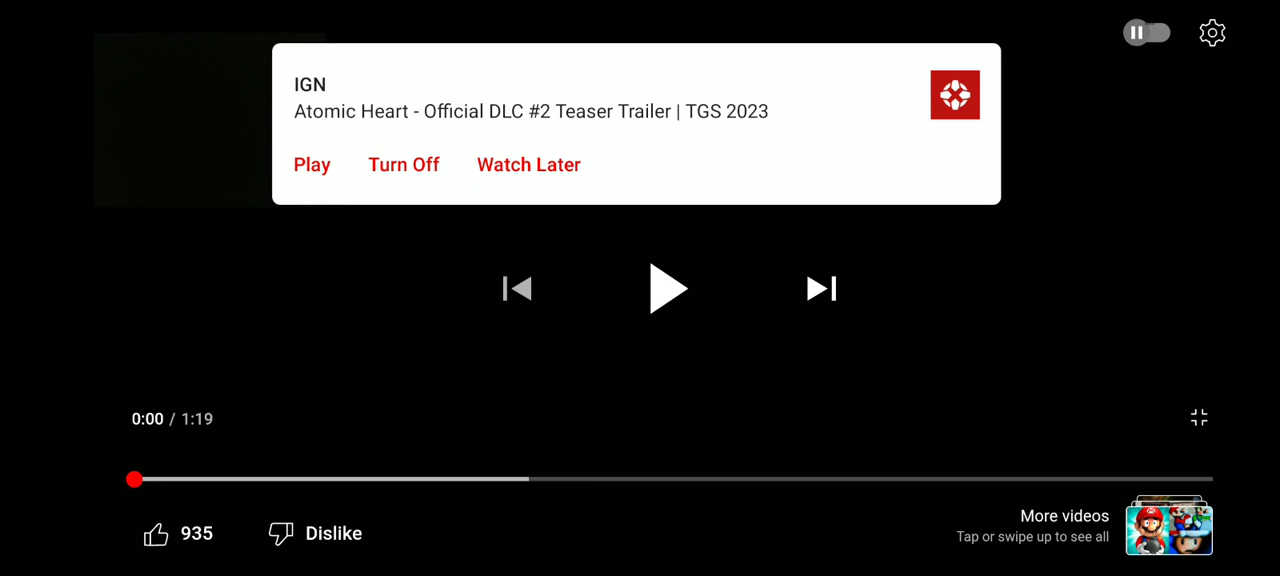 IGN
Atomic Heart - Official DLC #2 Teaser Trailer | TGS 2023
Play Turn Off Watch Later
0:00 / 1:19
935 Dislike
More videos
Tap or swipe up to see all